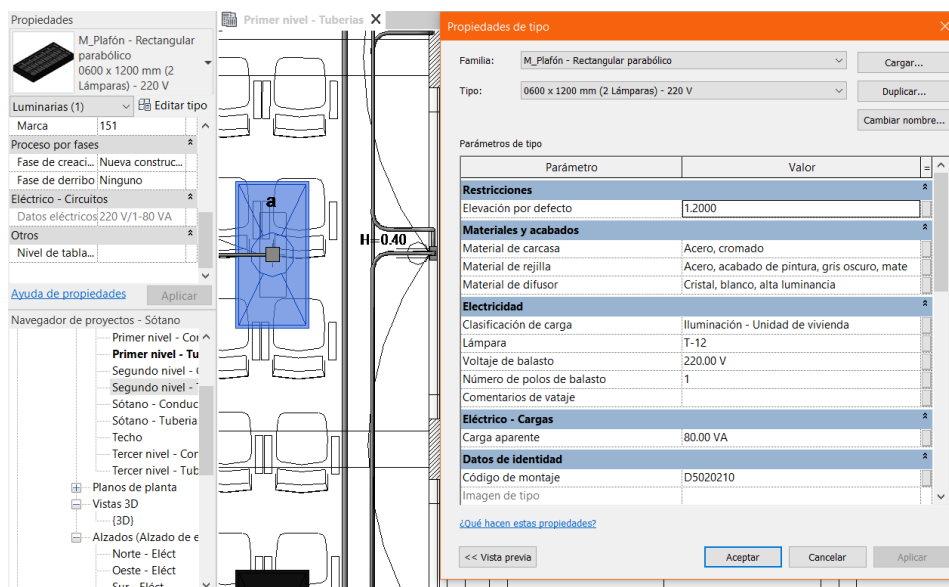 Propiedades
M_Plafón - Rectangular
parabólico
0600 x 1200 mm (2
Lámparas) - 220 V
Luminarias (1)
Editar tipo
Marca 151
Proceso por fases
Fase de creaci... Nueva construc...
Fase de derribo Ninguno
Eléctrico - Circuitos
Datos eléctricos 220 V/1-80 VA
Otros
Nivel de tabla...
Ayuda de propiedades
Aplicar
Navegador de proyectos - Sótano
Primer nivel - Cor
Primer nivel - Tu
Segundo nivel -
Segundo nivel -
Sótano - Conduc
Sótano - Tuberia
Techo
Tercer nivel - Cor
Tercer nivel - Tub
Planos de planta
Vistas 3D
{3D}
Alzados (Alzado de e
Norte - Eléct
Oeste - Eléct
Sur - Eléct
Primer nivel - Tuberias X
a
H=0.40
Propiedades de tipo
Familia: M_Plafón - Rectangular parabólico
Cargar...
Tipo: 0600 x 1200 mm (2 Lámparas) - 220 V
Duplicar...
Cambiar nombre...
Parámetros de tipo
Parámetro Valor =
Restricciones
Elevación por defecto 1.2000
Materiales y acabados
Material de carcasa Acero, cromado
Material de rejilla Acero, acabado de pintura, gris oscuro, mate
Material de difusor Cristal, blanco, alta luminancia
Electricidad
Clasificación de carga Iluminación - Unidad de vivienda
Lámpara T-12
Voltaje de balasto 220.00 V
Número de polos de balasto 1
Comentarios de vataje
Eléctrico - Cargas
Carga aparente 80.00 VA
Datos de identidad
Código de montaje D5020210
Imagen de tipo
¿Qué hacen estas propiedades?
<< Vista previa
Aceptar
Cancelar
Aplicar